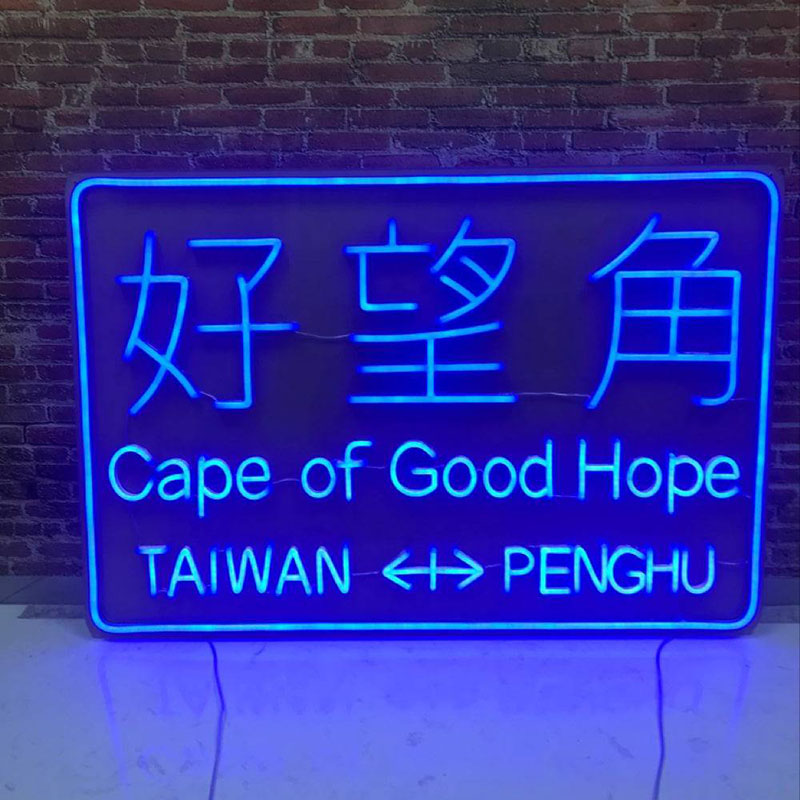 好望角
Cape of Good Hope
TAIWAN <-|-> PENGHU